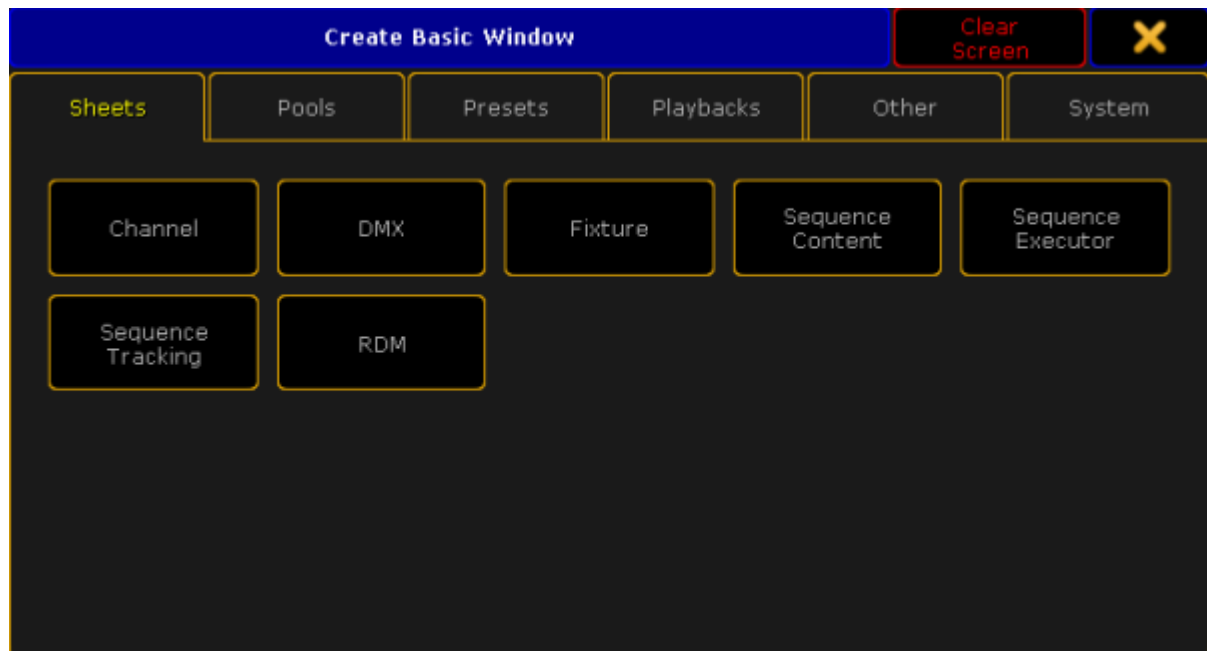 Create Basic Window
Clear
Screen
Sheets
Pools
Presets
Playbacks
Other
System
Channel
DMX
Fixture
Sequence
Content
Sequence
Executor
Sequence
Tracking
RDM